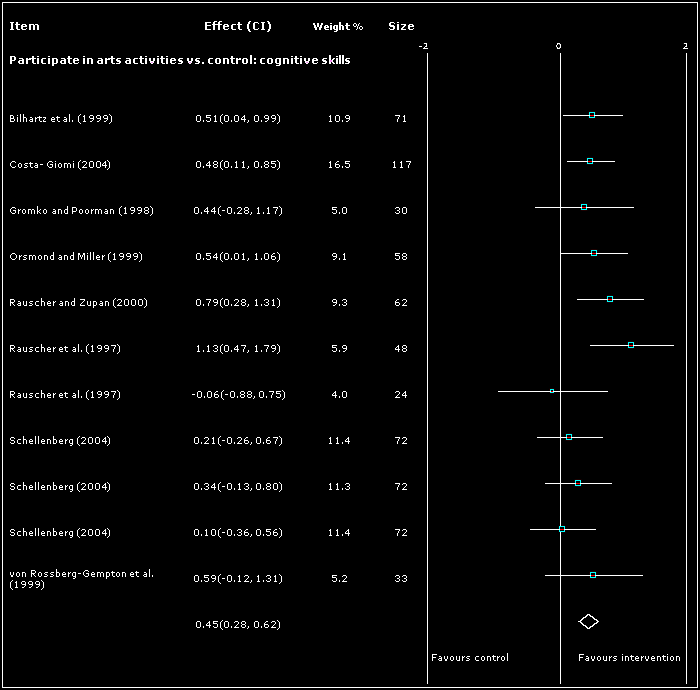 Item Effect (CI) Weight % Size
-2 0 2
Participate in arts activities vs. control: cognitive skills
Bilhartz et al. (1999) 0.51(0.04, 0.99) 10.9 71
Costa- Giomi (2004) 0.48(0.11, 0.85) 16.5 117
Gromko and Poorman (1998) 0.44(-0.28, 1.17) 5.0 30
Orsmond and Miller (1999) 0.54(0.01, 1.06) 9.1 58
Rauscher and Zupan (2000) 0.79(0.28, 1.31) 9.3 62
Rauscher et al. (1997) 1.13(0.47, 1.79) 5.9 48
Rauscher et al. (1997) -0.06(-0.88, 0.75) 4.0 24
Schellenberg (2004) 0.21(-0.26, 0.67) 11.4 72
Schellenberg (2004) 0.34(-0.13, 0.80) 11.3 72
Schellenberg (2004) 0.10(-0.36, 0.56) 11.4 72
von Rossberg-Gempton et al.
(1999) 0.59(-0.12, 1.31) 5.2 33
0.45(0.28, 0.62)
Favours control Favours intervention